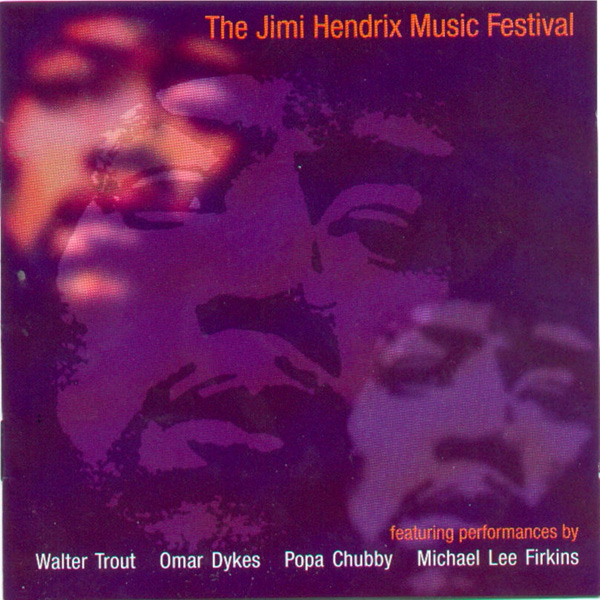 The Jimi Hendrix Music Festival
featuring performances by
Walter Trout Omar Dykes Popa Chubby Michael Lee Firkins